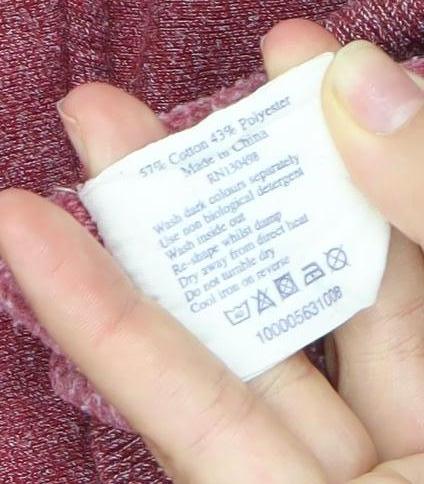 57% Cotton 43% Polyester
Made in China
RN130498
Wash dark colours separately
Use non biological detergent
Wash inside out
Re-shape whilst damp
Dry away from direct heat
Do not tumble dry
Cool iron on reverse
100005631008